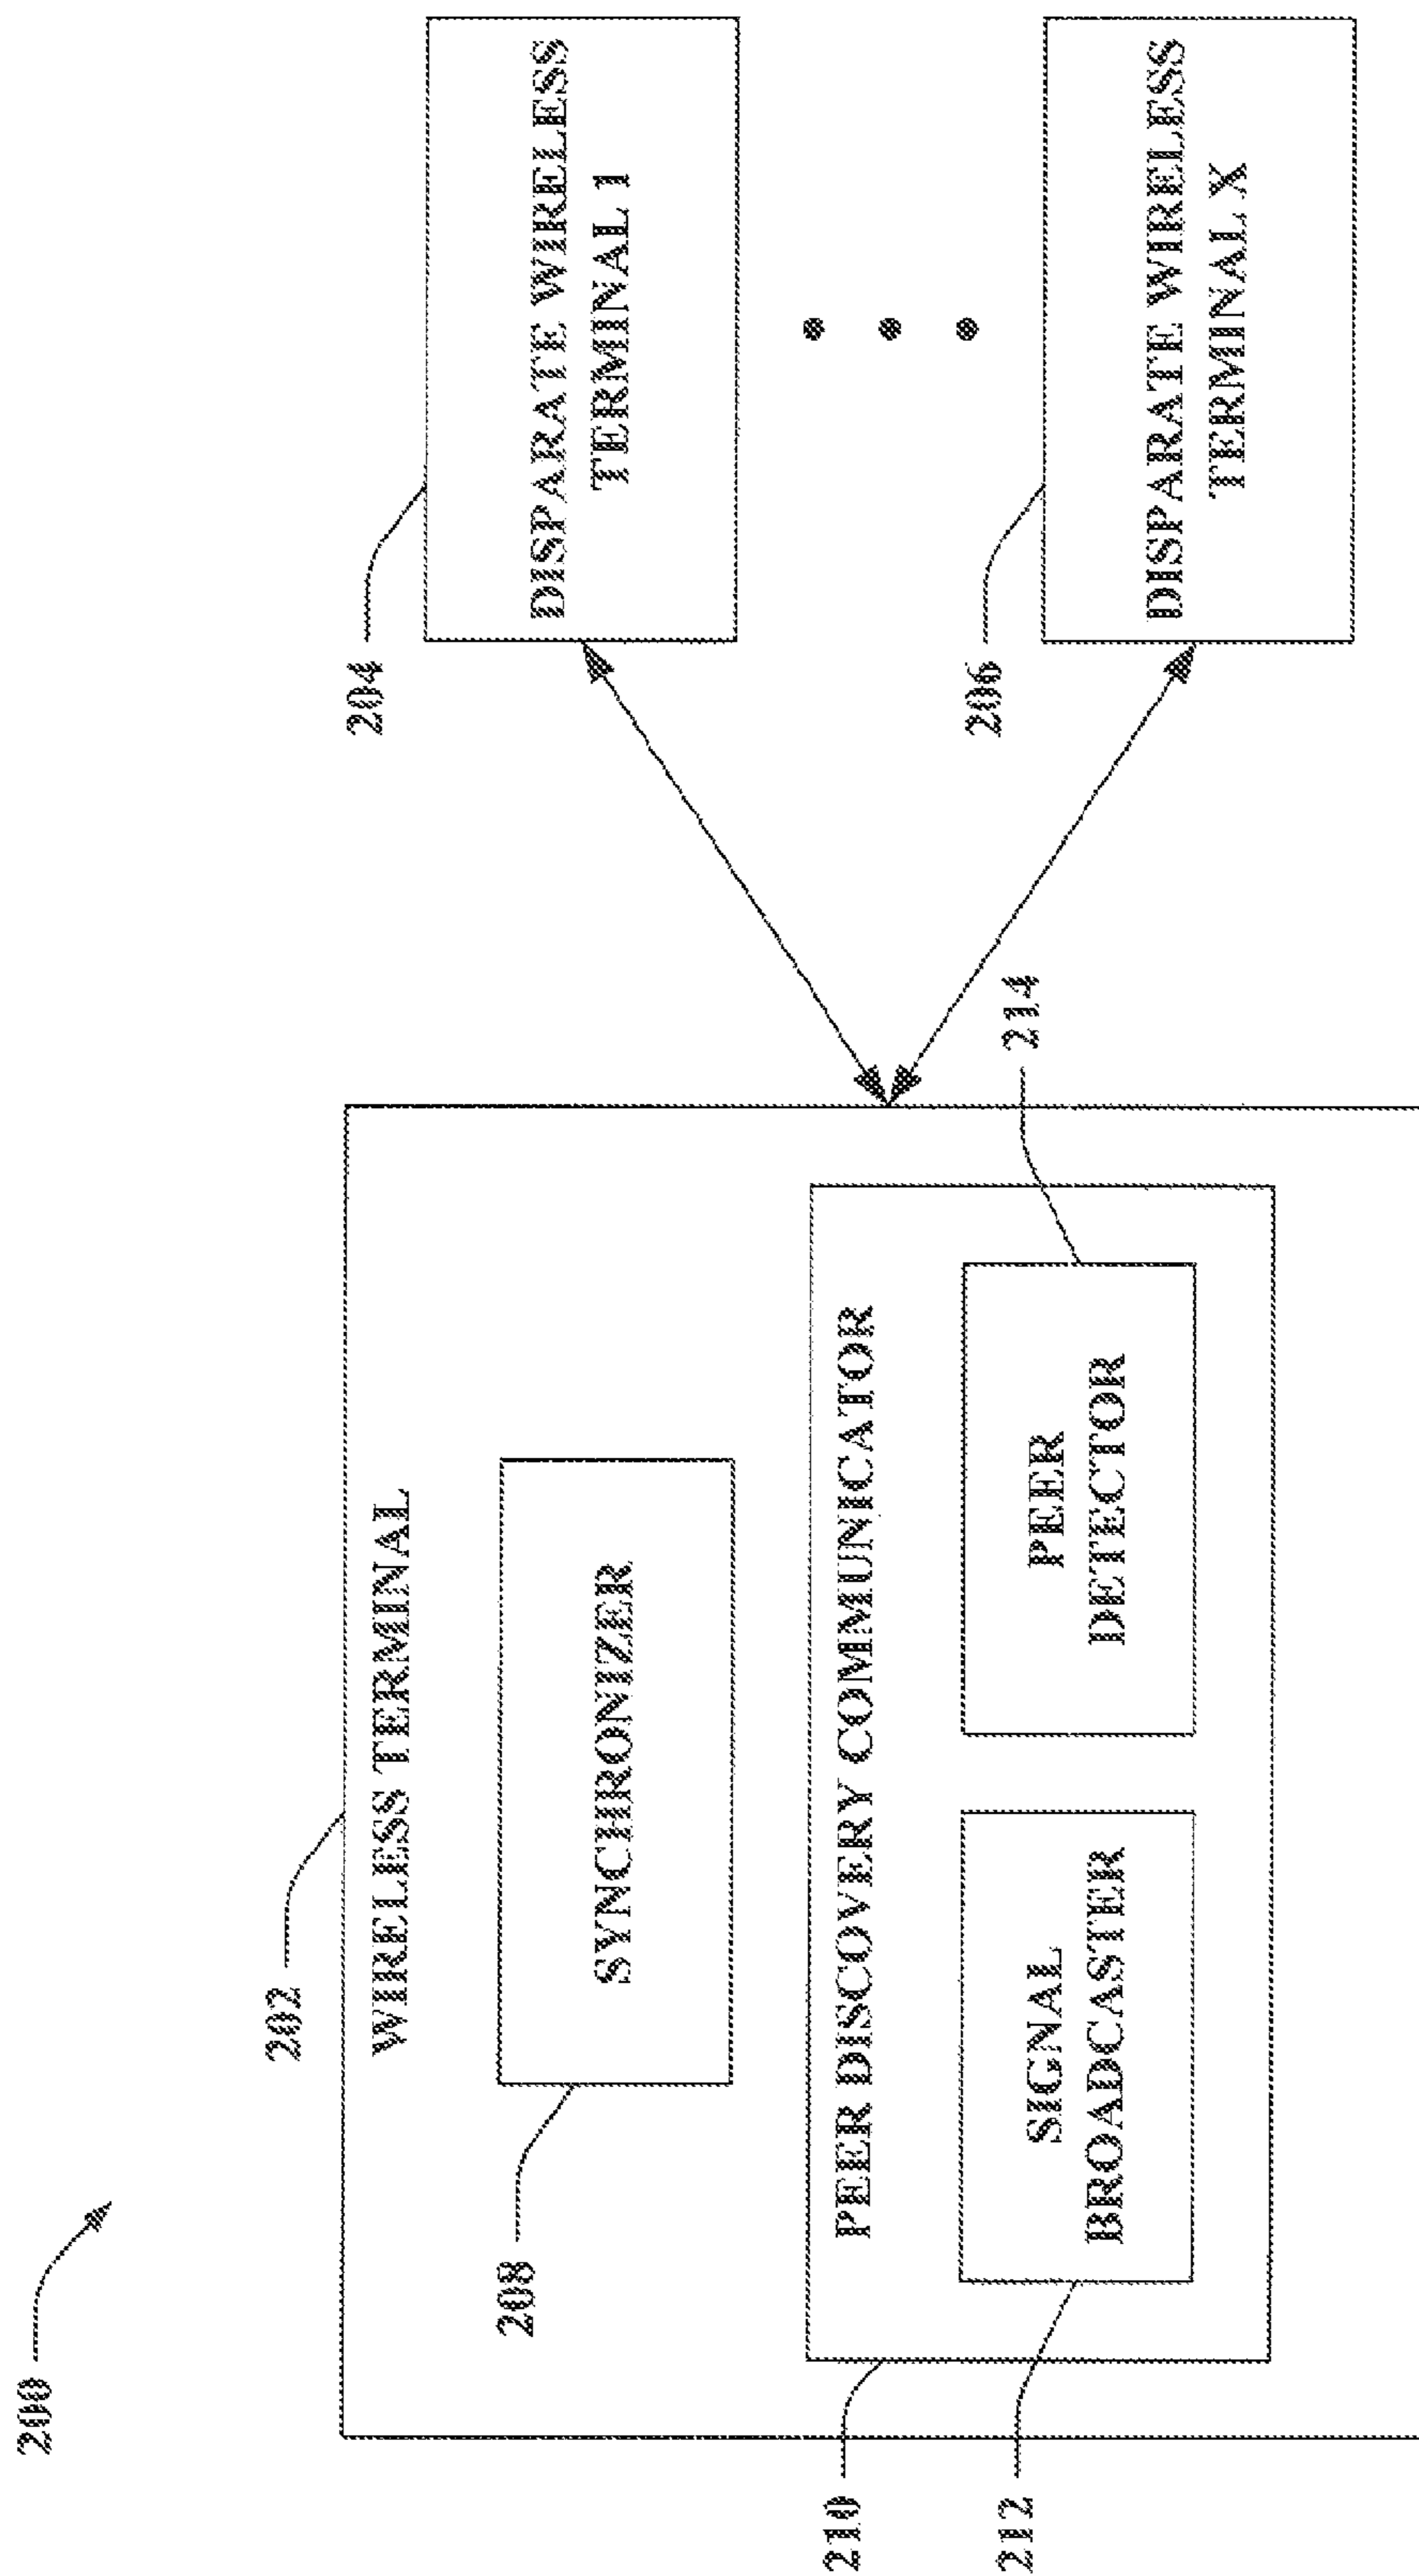 200
202
WIRELESS TERMINAL
208
SYNCHRONIZER
210
PEER DISCOVERY COMMUNICATOR
212
SIGNAL
BROADCASTER
PEER
DETECTOR
214
204
DISPARATE WIRELESS
TERMINAL 1
206
DISPARATE WIRELESS
TERMINAL X